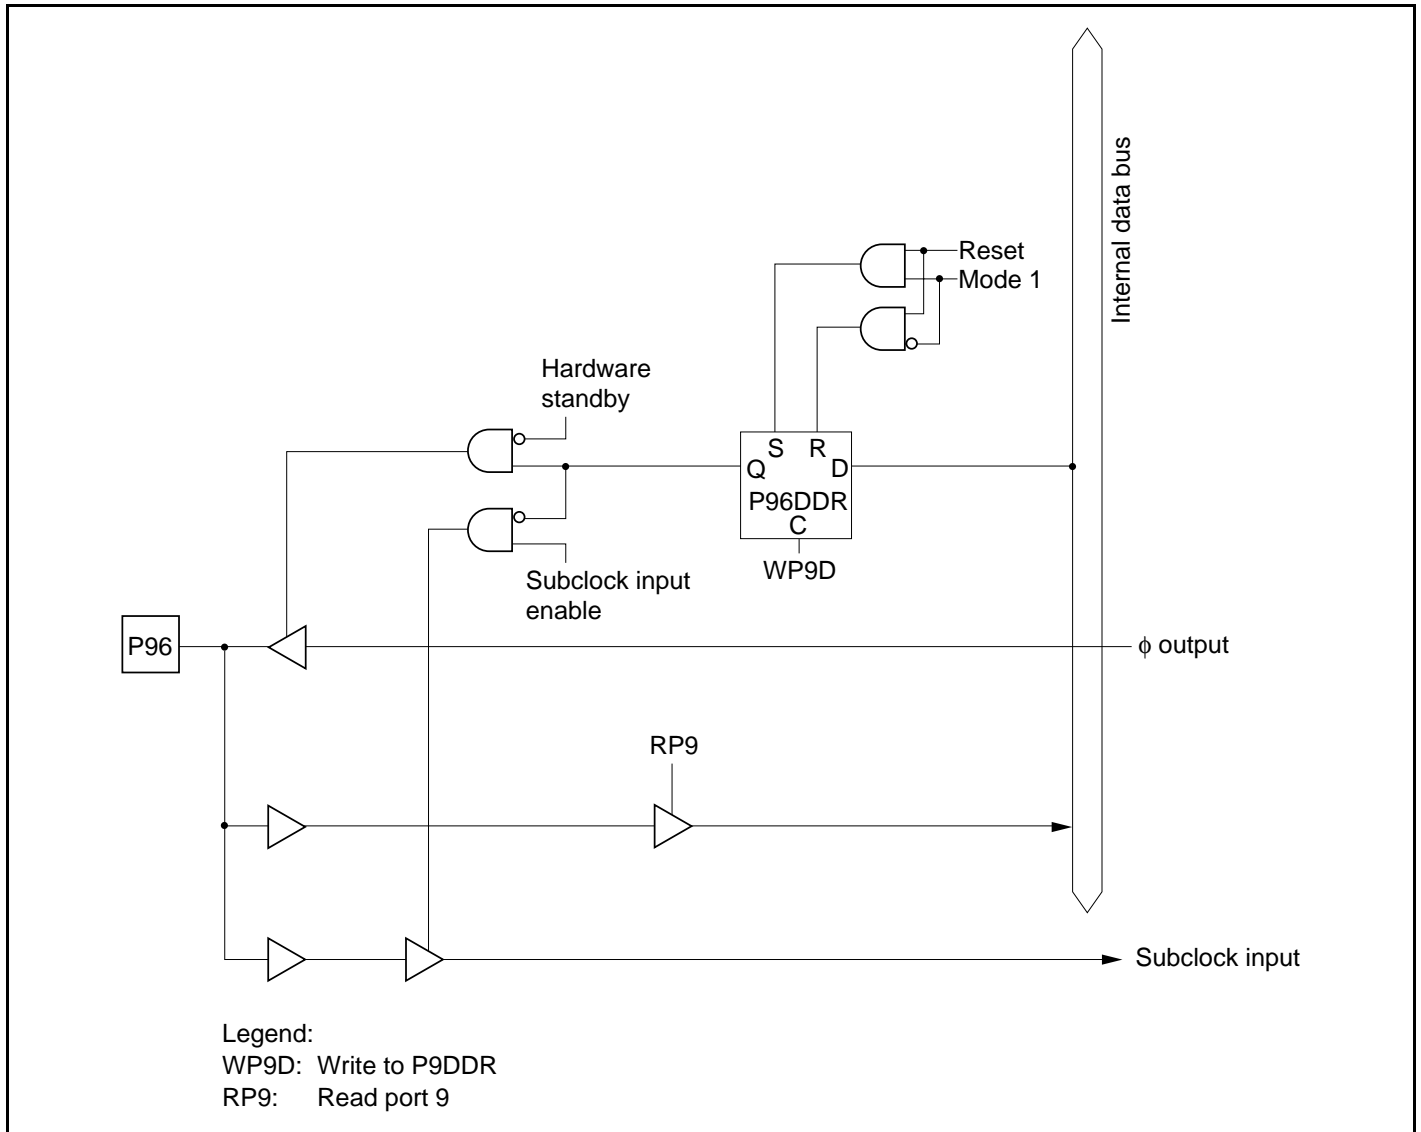 Internal data bus
Reset
Mode 1
Hardware
standby
S R
Q D
P96DDR
C
WP9D
Subclock input
enable
P96
ϕ output
RP9
Subclock input
Legend:
WP9D: Write to P9DDR
RP9: Read port 9